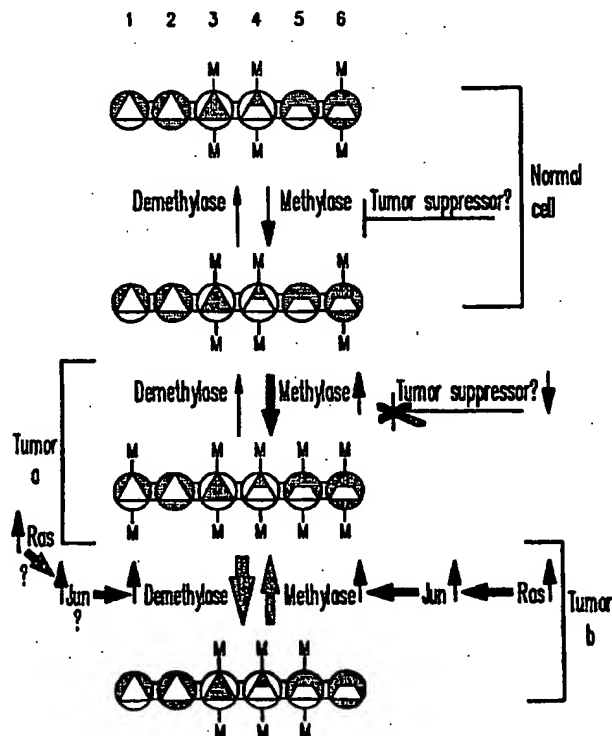 1 2 3 4 5 6
M M M
M M M
Demethylase Methylase Tumor suppressor?
Normal
cell
M M M
M M M
Demethylase Methylase Tumor suppressor?
Tumor
a
M M M M M
M M M M M
Ras
?
Jun Demethylase Methylase Jun Ras
?
Tumor
b
M M M
M M M